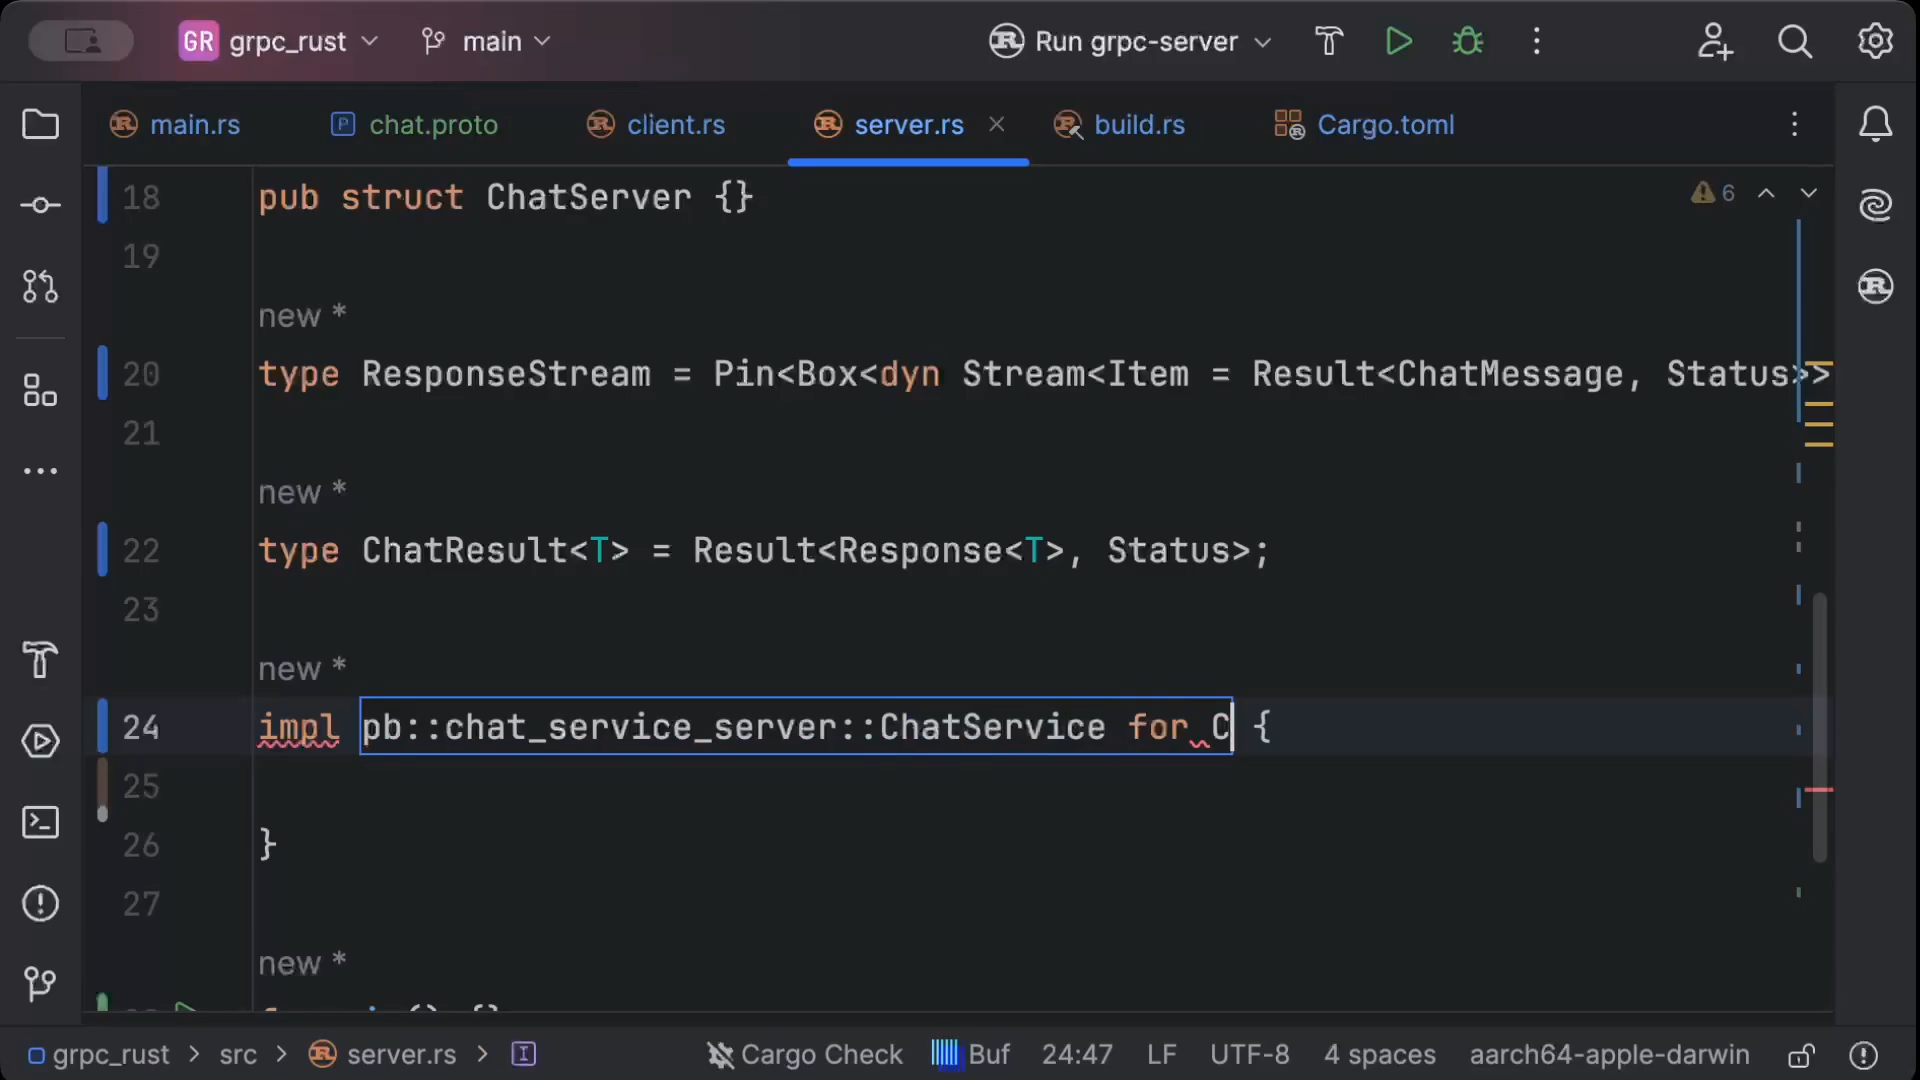 GR grpc_rust main Run grpc-server
main.rs chat.proto client.rs server.rs build.rs Cargo.toml
18 pub struct ChatServer {} 6
19
new *
20 type ResponseStream = Pin<Box<dyn Stream<Item = Result<ChatMessage, Status>>
21
new *
22 type ChatResult<T> = Result<Response<T>, Status>;
23
new *
24 impl pb::chat_service_server::ChatService for C {
25
26 }
27
new *
grpc_rust src server.rs Cargo Check Buf 24:47 LF UTF-8 4 spaces aarch64-apple-darwin